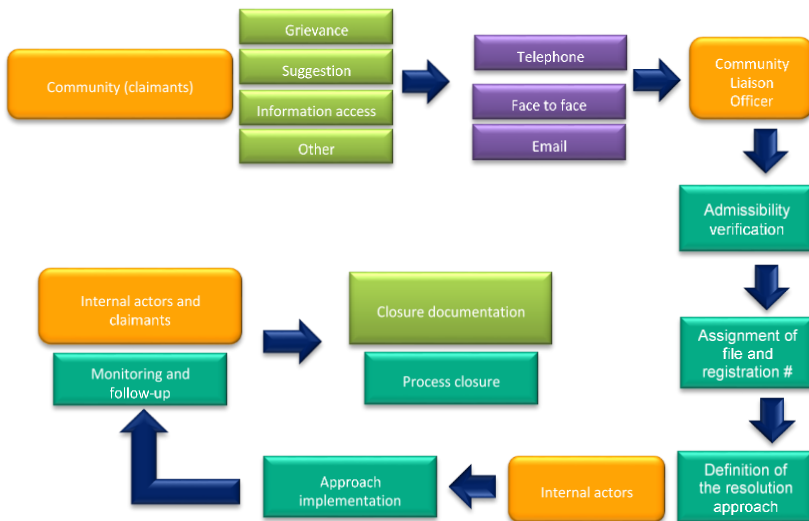 Grievance
Community (claimants)
Suggestion
Information access
Other
Telephone
Face to face
Email
Community
Liaison
Officer
Admissibility
verification
Assignment of
file and
registration #
Definition of
the resolution
approach
Internal actors
Approach
implementation
Internal actors and
claimants
Monitoring and
follow-up
Closure documentation
Process closure